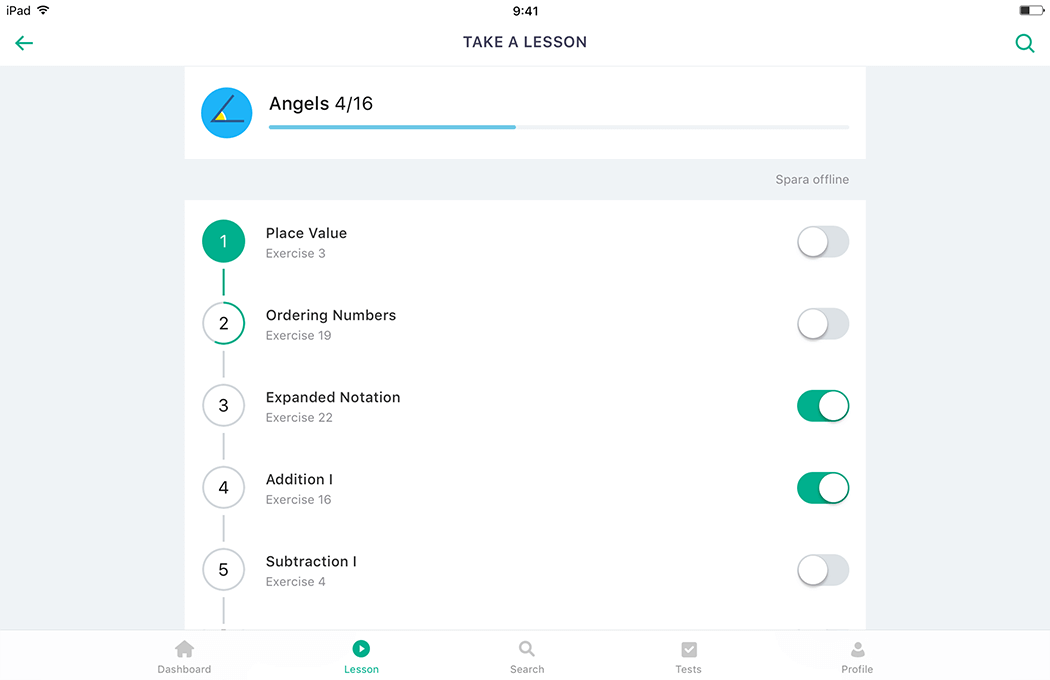 iPad 9:41
TAKE A LESSON
Angels 4/16
Spara offline
1 Place Value
Exercise 3
2 Ordering Numbers
Exercise 19
3 Expanded Notation
Exercise 22
4 Addition I
Exercise 16
5 Subtraction I
Exercise 4
Dashboard Lesson Search Tests Profile